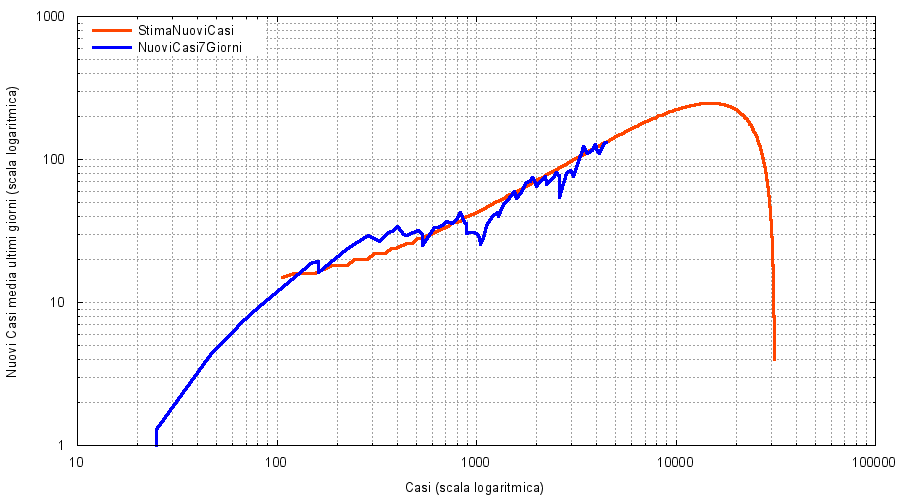 1000
StimaNuoviCasi
NuoviCasi7Giorni
100
10
1
10
100
1000
10000
100000
Nuovi Casi media ultimi giorni (scala logaritmica)
Casi (scala logaritmica)